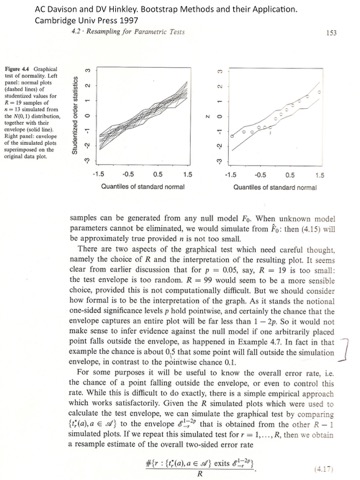 AC Davison and DV Hinkley. Bootstrap Methods and their Application.
Cambridge Univ Press 1997
4.2 · Resampling for Parametric Tests
153
Figure 4.4 Graphical
test of normality. Left
panel: normal plots
(dashed lines) of
studentized values for
R = 19 samples of
n = 13 simulated from
the N(0, 1) distribution,
together with their
envelope (solid line).
Right panel: envelope
of the simulated plots
superimposed on the
original data plot.
Studentized order statistics
3
2
1
0
-1
-2
-3
-1.5 -0.5 0.5 1.5
Quantiles of standard normal
z
3
2
1
0
-1
-2
-3
-1.5 -0.5 0.5 1.5
Quantiles of standard normal
samples can be generated from any null model F₀. When unknown model
parameters cannot be eliminated, we would simulate from F̂₀: then (4.15) will
be approximately true provided n is not too small.
There are two aspects of the graphical test which need careful thought,
namely the choice of R and the interpretation of the resulting plot. It seems
clear from earlier discussion that for p = 0.05, say, R = 19 is too small:
the test envelope is too random. R = 99 would seem to be a more sensible
choice, provided this is not computationally difficult. But we should consider
how formal is to be the interpretation of the graph. As it stands the notional
one-sided significance levels p hold pointwise, and certainly the chance that the
envelope captures an entire plot will be far less than 1 − 2p. So it would not
make sense to infer evidence against the null model if one arbitrarily placed
point falls outside the envelope, as happened in Example 4.7. In fact in that
example the chance is about 0.5 that some point will fall outside the simulation
envelope, in contrast to the pointwise chance 0.1.
For some purposes it will be useful to know the overall error rate, i.e.
the chance of a point falling outside the envelope, or even to control this
rate. While this is difficult to do exactly, there is a simple empirical approach
which works satisfactorily. Given the R simulated plots which were used to
calculate the test envelope, we can simulate the graphical test by comparing
{t*ᵣ(a), a ∈ 𝒜} to the envelope ℰ¹⁻²ᵖ₋ᵣ that is obtained from the other R − 1
simulated plots. If we repeat this simulated test for r = 1, . . . , R, then we obtain
a resample estimate of the overall two-sided error rate
#{r : {t*ᵣ(a), a ∈ 𝒜} exits ℰ¹⁻²ᵖ₋ᵣ}
R
(4.17)